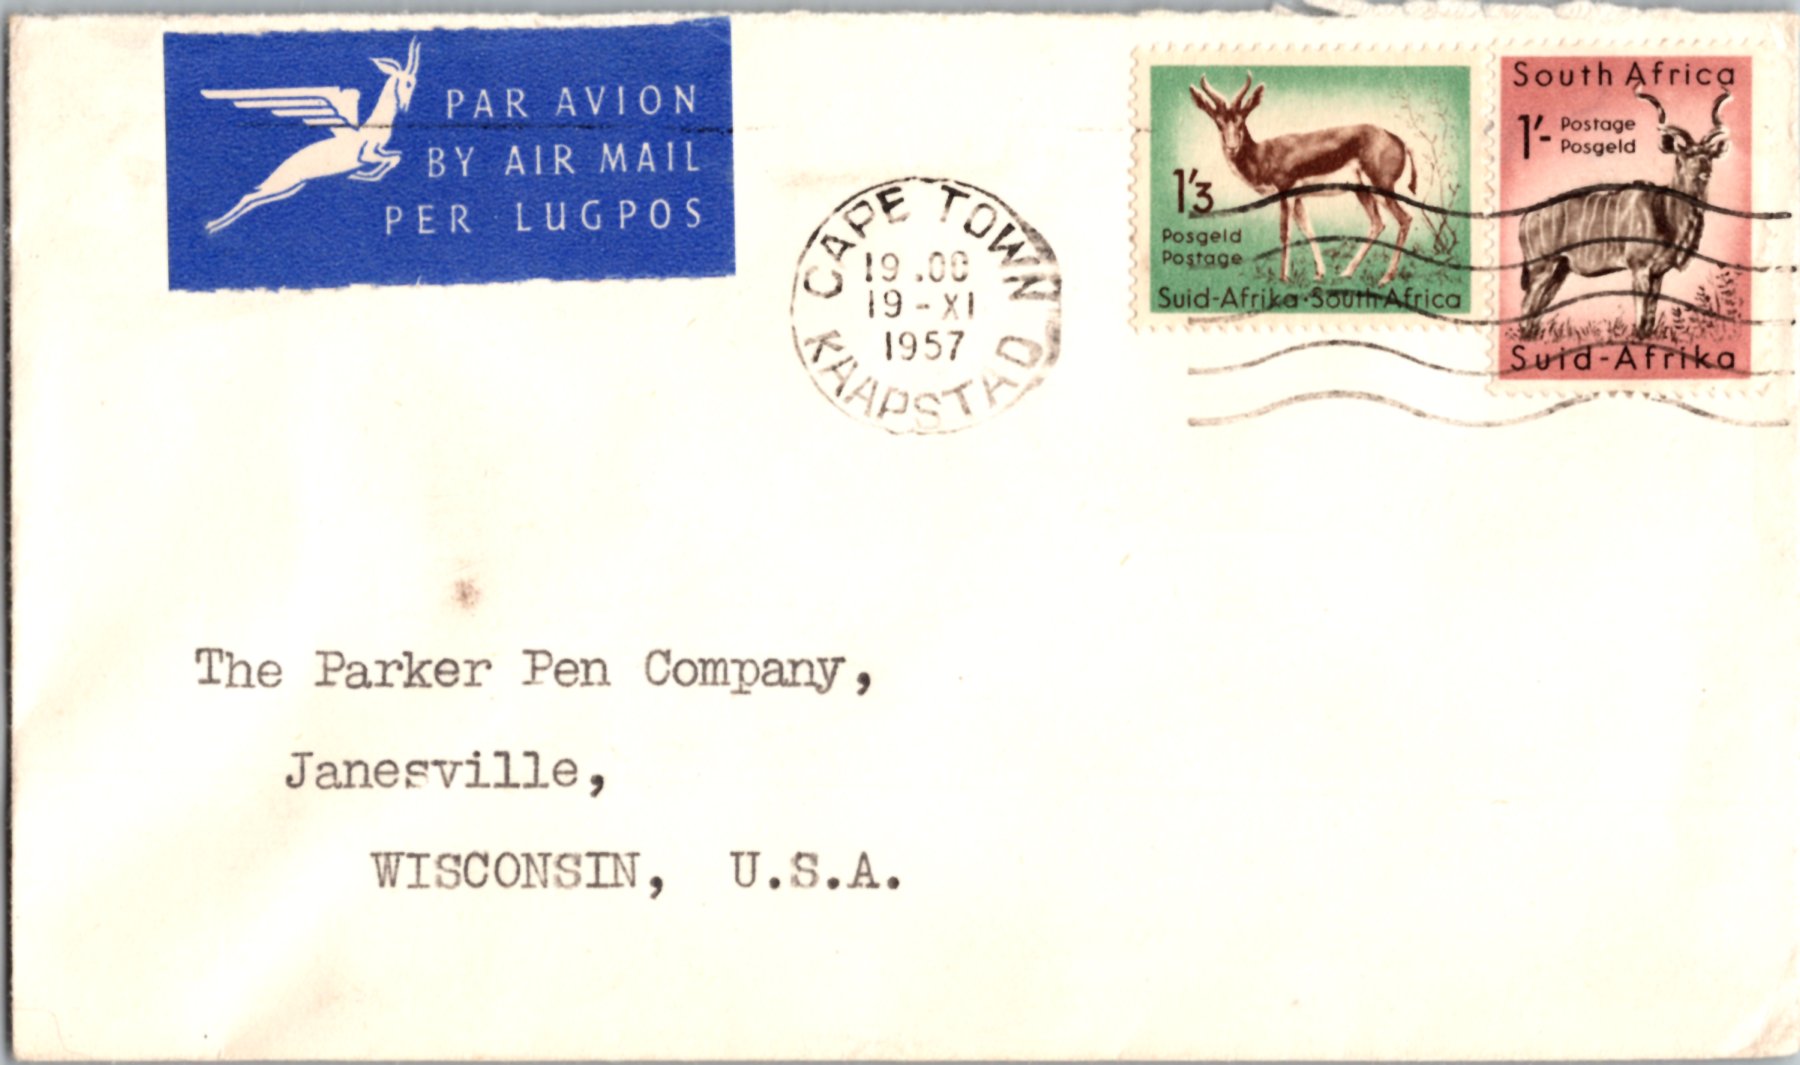 PAR AVION
BY AIR MAIL
PER LUGPOS
CAPE TOWN
19.00
19-XI
1957
KAAPSTAD
1'3
Posgeld
Postage
Suid-Afrika·South Africa
South Africa
1'-
Postage
Posgeld
Suid-Afrika
The Parker Pen Company,
Janesville,
WISCONSIN, U.S.A.